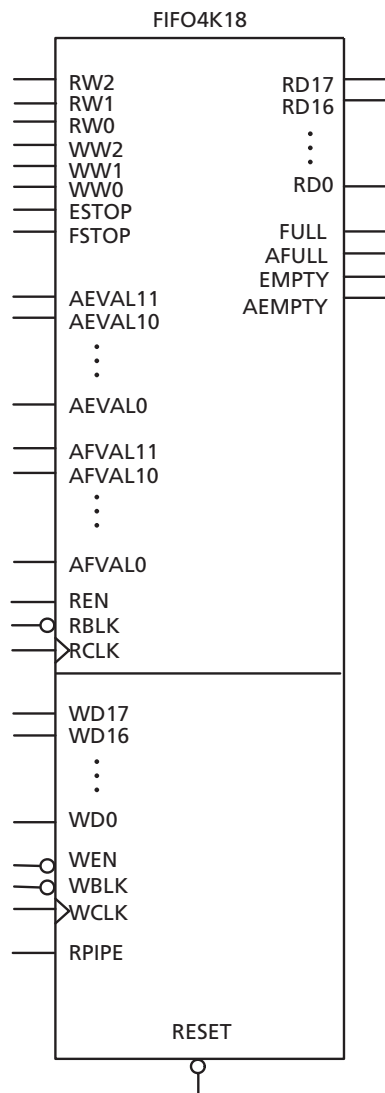 FIFO4K18
RW2
RW1
RW0
WW2
WW1
WW0
ESTOP
FSTOP
AEVAL11
AEVAL10
AEVAL0
AFVAL11
AFVAL10
AFVAL0
REN
RBLK
RCLK
RD17
RD16
RD0
FULL
AFULL
EMPTY
AEMPTY
WD17
WD16
WD0
WEN
WBLK
WCLK
RPIPE
RESET